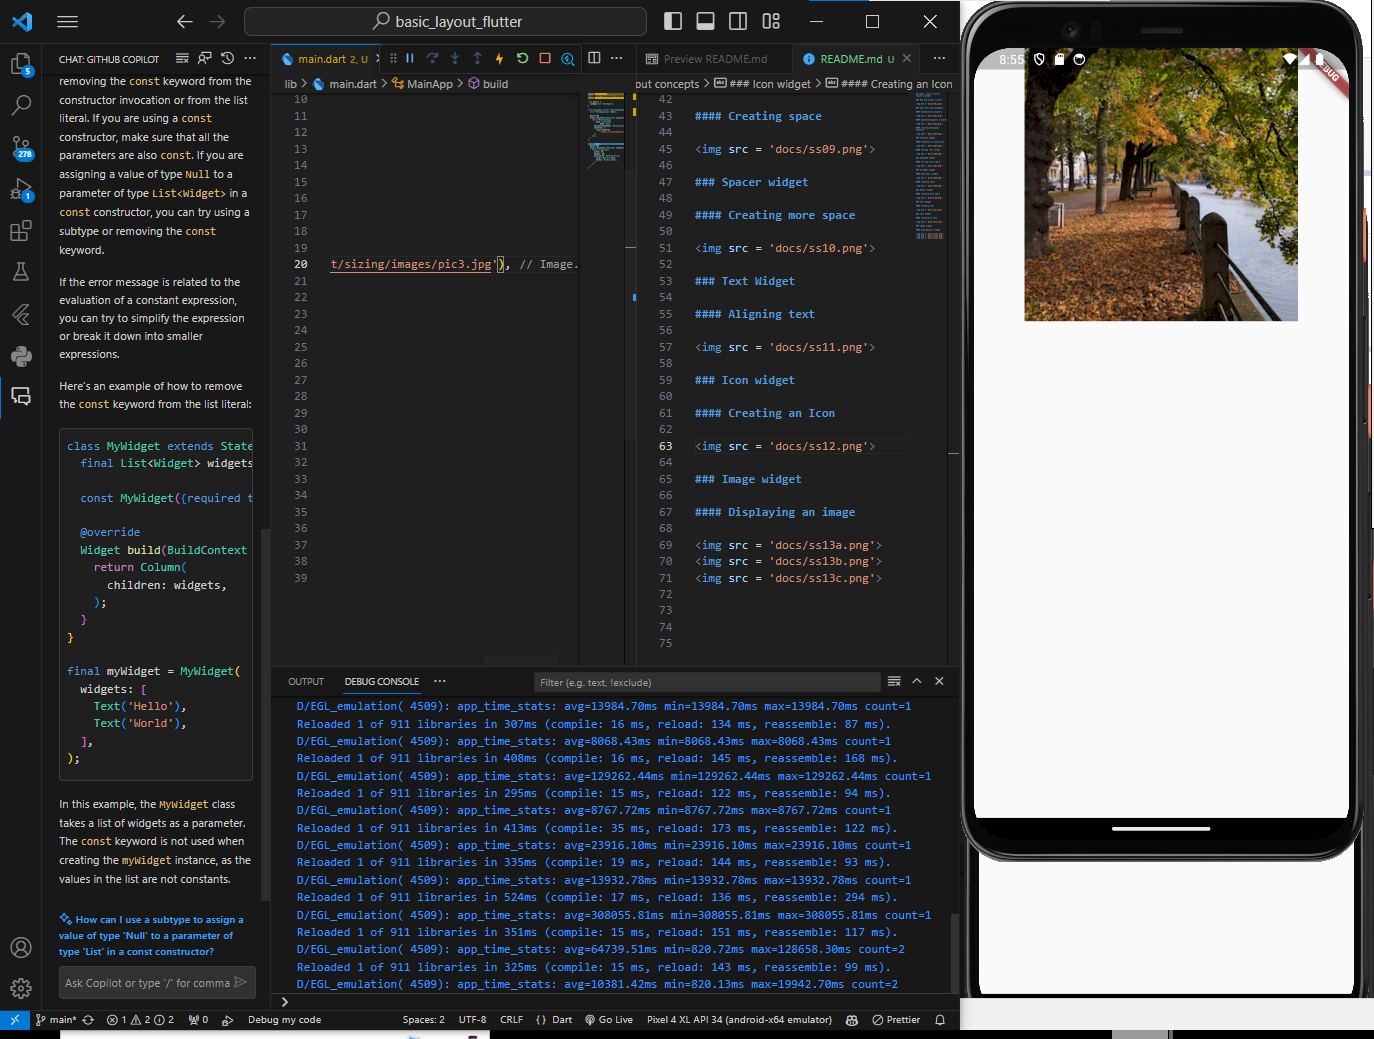 basic_layout_flutter
CHAT: GITHUB COPILOT
removing the const keyword from the
constructor invocation or from the list
literal. If you are using a const
constructor, make sure that all the
parameters are also const. If you are
assigning a value of type Null to a
parameter of type List<Widget> in a
const constructor, you can try using a
subtype or removing the const
keyword.
If the error message is related to the
evaluation of a constant expression,
you can try to simplify the expression
or break it down into smaller
expressions.
Here's an example of how to remove
the const keyword from the list literal:
class MyWidget extends State
final List<Widget> widgets
const MyWidget({required t
@override
Widget build(BuildContext
return Column(
children: widgets,
);
}
}
final myWidget = MyWidget(
widgets: [
Text('Hello'),
Text('World'),
],
);
In this example, the MyWidget class
takes a list of widgets as a parameter.
The const keyword is not used when
creating the myWidget instance, as the
values in the list are not constants.
How can I use a subtype to assign a
value of type 'Null' to a parameter of
type 'List' in a const constructor?
Ask Copilot or type '/' for comma
5
278
1
main.dart 2, U
lib > main.dart > MainApp > build
10
11
12
13
14
15
16
17
18
19
20 t/sizing/images/pic3.jpg'), // Image.
21
22
23
24
25
26
27
28
29
30
31
32
33
34
35
36
37
38
39
Preview README.md
README.md U
out concepts > ### Icon widget > #### Creating an Icon
42
43 #### Creating space
44
45 <img src = 'docs/ss09.png'>
46
47 ### Spacer widget
48
49 #### Creating more space
50
51 <img src = 'docs/ss10.png'>
52
53 ### Text Widget
54
55 #### Aligning text
56
57 <img src = 'docs/ss11.png'>
58
59 ### Icon widget
60
61 #### Creating an Icon
62
63 <img src = 'docs/ss12.png'>
64
65 ### Image widget
66
67 #### Displaying an image
68
69 <img src = 'docs/ss13a.png'>
70 <img src = 'docs/ss13b.png'>
71 <img src = 'docs/ss13c.png'>
72
73
74
75
OUTPUT DEBUG CONSOLE
Filter (e.g. text, !exclude)
D/EGL_emulation( 4509): app_time_stats: avg=13984.70ms min=13984.70ms max=13984.70ms count=1
Reloaded 1 of 911 libraries in 307ms (compile: 16 ms, reload: 134 ms, reassemble: 87 ms).
D/EGL_emulation( 4509): app_time_stats: avg=8068.43ms min=8068.43ms max=8068.43ms count=1
Reloaded 1 of 911 libraries in 408ms (compile: 16 ms, reload: 145 ms, reassemble: 168 ms).
D/EGL_emulation( 4509): app_time_stats: avg=129262.44ms min=129262.44ms max=129262.44ms count=1
Reloaded 1 of 911 libraries in 295ms (compile: 15 ms, reload: 122 ms, reassemble: 94 ms).
D/EGL_emulation( 4509): app_time_stats: avg=8767.72ms min=8767.72ms max=8767.72ms count=1
Reloaded 1 of 911 libraries in 413ms (compile: 35 ms, reload: 173 ms, reassemble: 122 ms).
D/EGL_emulation( 4509): app_time_stats: avg=23916.10ms min=23916.10ms max=23916.10ms count=1
Reloaded 1 of 911 libraries in 335ms (compile: 19 ms, reload: 144 ms, reassemble: 93 ms).
D/EGL_emulation( 4509): app_time_stats: avg=13932.78ms min=13932.78ms max=13932.78ms count=1
Reloaded 1 of 911 libraries in 524ms (compile: 17 ms, reload: 136 ms, reassemble: 294 ms).
D/EGL_emulation( 4509): app_time_stats: avg=308055.81ms min=308055.81ms max=308055.81ms count=1
Reloaded 1 of 911 libraries in 351ms (compile: 15 ms, reload: 151 ms, reassemble: 117 ms).
D/EGL_emulation( 4509): app_time_stats: avg=64739.51ms min=820.72ms max=128658.30ms count=2
Reloaded 1 of 911 libraries in 325ms (compile: 15 ms, reload: 143 ms, reassemble: 99 ms).
D/EGL_emulation( 4509): app_time_stats: avg=10381.42ms min=820.13ms max=19942.70ms count=2
main* 1 2 2 0 Debug my code Spaces: 2 UTF-8 CRLF {} Dart Go Live Pixel 4 XL API 34 (android-x64 emulator) Prettier
8:55
DEBUG